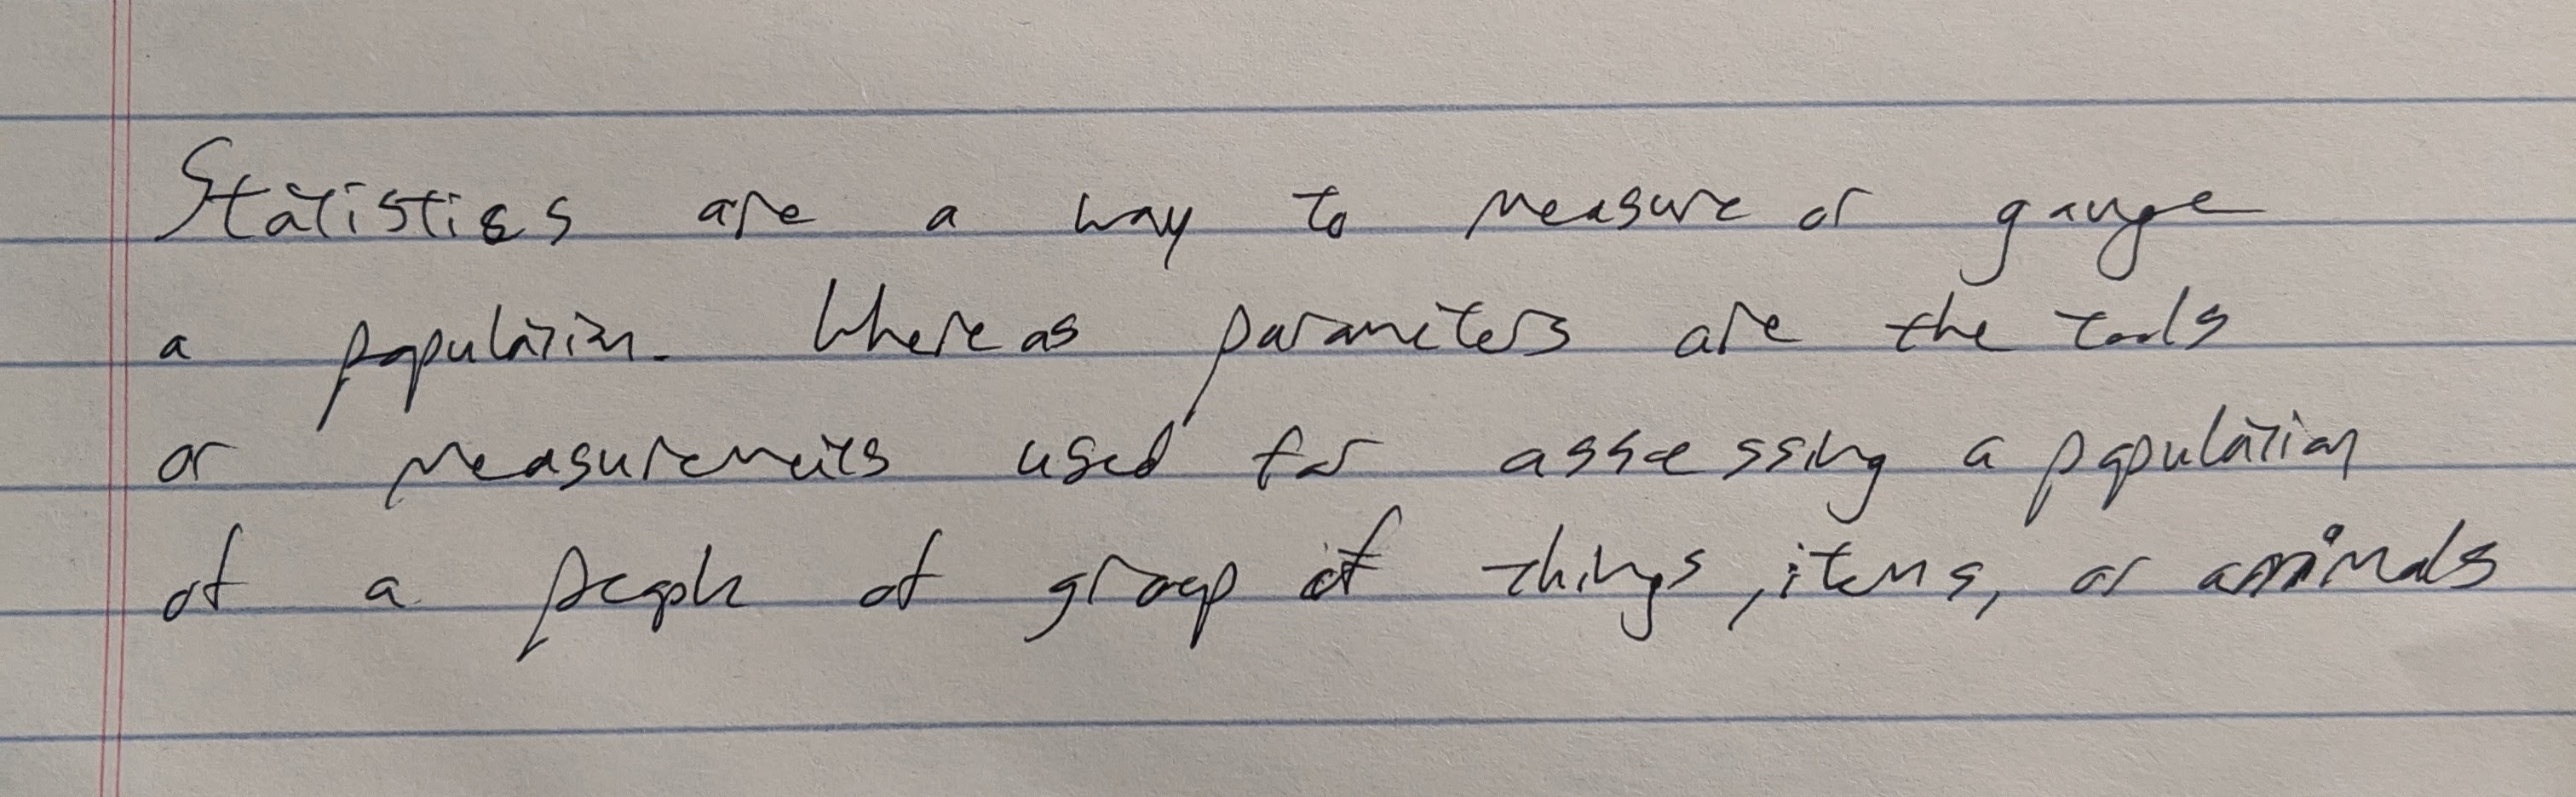 Statistics are a way to measure or gauge
a population. Whereas parameters are the tools
or measurements used for assessing a population
of a people of group of things, items, or animals